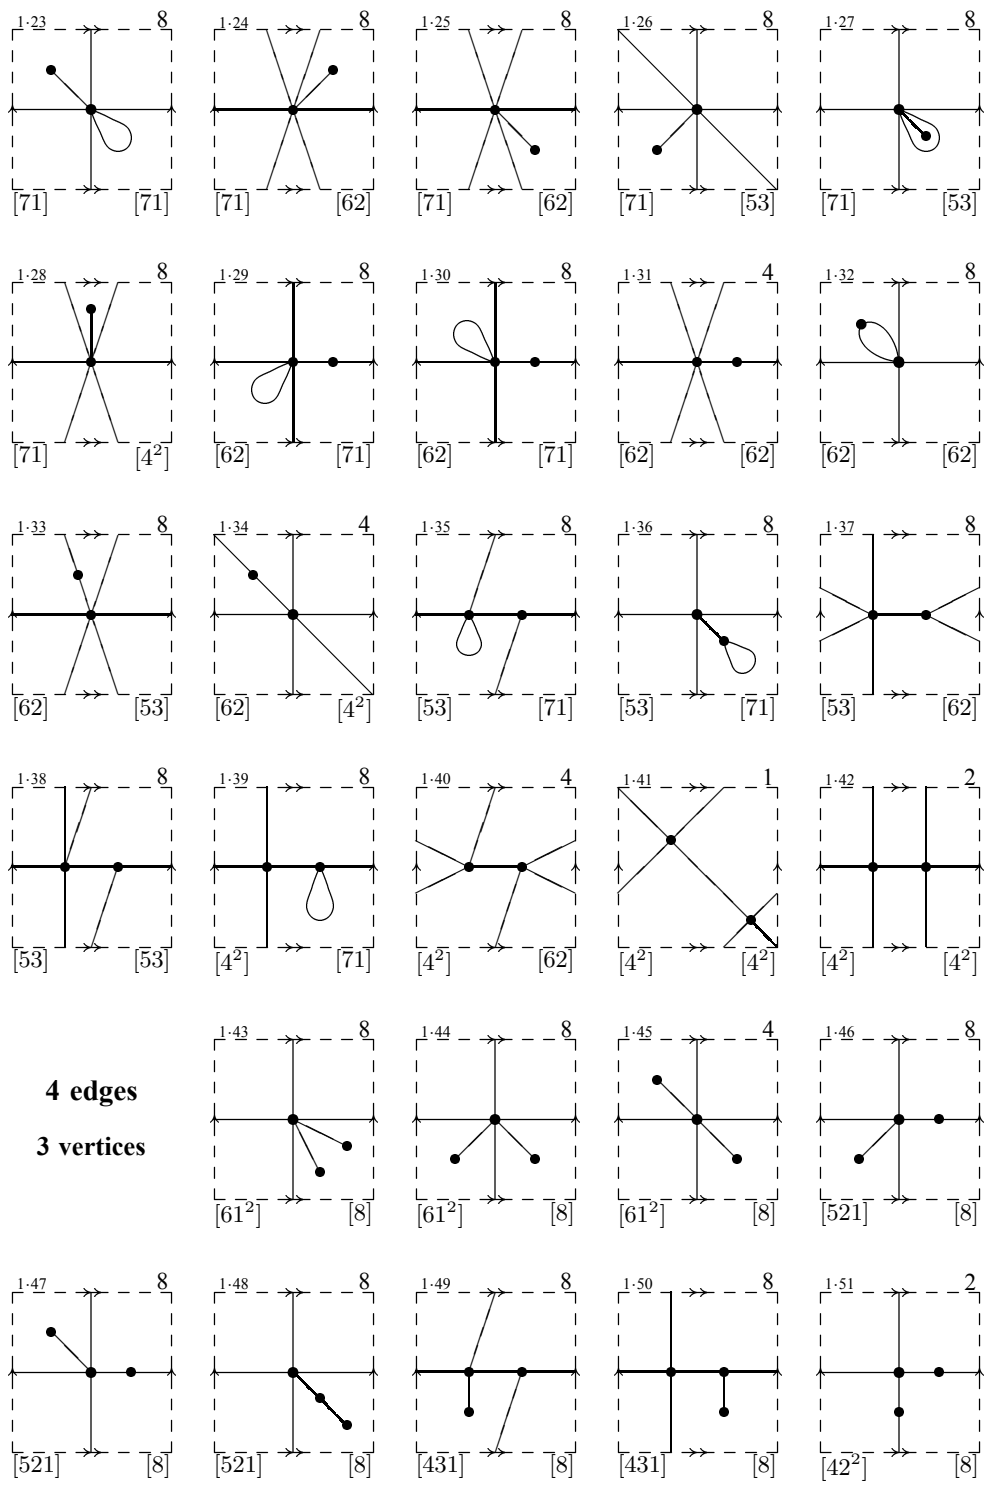 1·23 8 1·24 8 1·25 8 1·26 8 1·27 8
[71] [71] [71] [62] [71] [62] [71] [53] [71] [53]
1·28 8 1·29 8 1·30 8 1·31 4 1·32 8
[71] [4²] [62] [71] [62] [71] [62] [62] [62] [62]
1·33 8 1·34 4 1·35 8 1·36 8 1·37 8
[62] [53] [62] [4²] [53] [71] [53] [71] [53] [62]
1·38 8 1·39 8 1·40 4 1·41 1 1·42 2
[53] [53] [4²] [71] [4²] [62] [4²] [4²] [4²] [4²]
1·43 8 1·44 8 1·45 4 1·46 8
4 edges
3 vertices
[61²] [8] [61²] [8] [61²] [8] [521] [8]
1·47 8 1·48 8 1·49 8 1·50 8 1·51 2
[521] [8] [521] [8] [431] [8] [431] [8] [42²] [8]